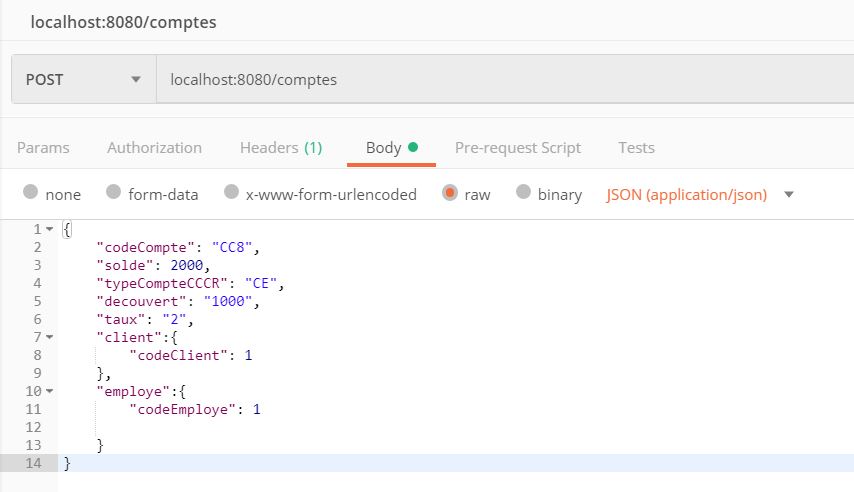 localhost:8080/comptes
POST localhost:8080/comptes
Params Authorization Headers (1) Body Pre-request Script Tests
none form-data x-www-form-urlencoded raw binary JSON (application/json)
1 {
2 "codeCompte": "CC8",
3 "solde": 2000,
4 "typeCompteCCCR": "CE",
5 "decouvert": "1000",
6 "taux": "2",
7 "client":{
8 "codeClient": 1
9 },
10 "employe":{
11 "codeEmploye": 1
12
13 }
14 }